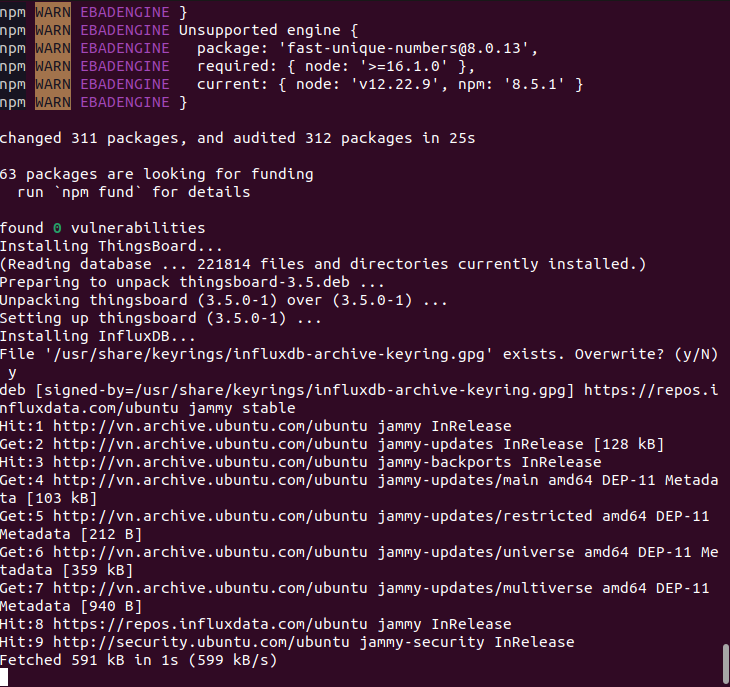 npm WARN EBADENGINE }
npm WARN EBADENGINE Unsupported engine {
npm WARN EBADENGINE   package: 'fast-unique-numbers@8.0.13',
npm WARN EBADENGINE   required: { node: '>=16.1.0' },
npm WARN EBADENGINE   current: { node: 'v12.22.9', npm: '8.5.1' }
npm WARN EBADENGINE }
changed 311 packages, and audited 312 packages in 25s
63 packages are looking for funding
  run `npm fund` for details
found 0 vulnerabilities
Installing ThingsBoard...
(Reading database ... 221814 files and directories currently installed.)
Preparing to unpack thingsboard-3.5.deb ...
Unpacking thingsboard (3.5.0-1) over (3.5.0-1) ...
Setting up thingsboard (3.5.0-1) ...
Installing InfluxDB...
File '/usr/share/keyrings/influxdb-archive-keyring.gpg' exists. Overwrite? (y/N)
 y
deb [signed-by=/usr/share/keyrings/influxdb-archive-keyring.gpg] https://repos.i
nfluxdata.com/ubuntu jammy stable
Hit:1 http://vn.archive.ubuntu.com/ubuntu jammy InRelease
Get:2 http://vn.archive.ubuntu.com/ubuntu jammy-updates InRelease [128 kB]
Hit:3 http://vn.archive.ubuntu.com/ubuntu jammy-backports InRelease
Get:4 http://vn.archive.ubuntu.com/ubuntu jammy-updates/main amd64 DEP-11 Metada
ta [103 kB]
Get:5 http://vn.archive.ubuntu.com/ubuntu jammy-updates/restricted amd64 DEP-11
Metadata [212 B]
Get:6 http://vn.archive.ubuntu.com/ubuntu jammy-updates/universe amd64 DEP-11 Me
tadata [359 kB]
Get:7 http://vn.archive.ubuntu.com/ubuntu jammy-updates/multiverse amd64 DEP-11
Metadata [940 B]
Hit:8 https://repos.influxdata.com/ubuntu jammy InRelease
Hit:9 http://security.ubuntu.com/ubuntu jammy-security InRelease
Fetched 591 kB in 1s (599 kB/s)